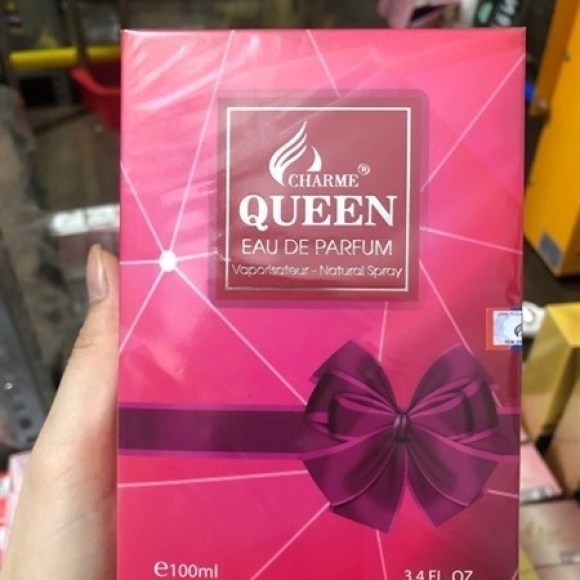 CHARME®
QUEEN
EAU DE PARFUM
Vaporisateur - Natural Spray
e100ml
3.4 FL. OZ